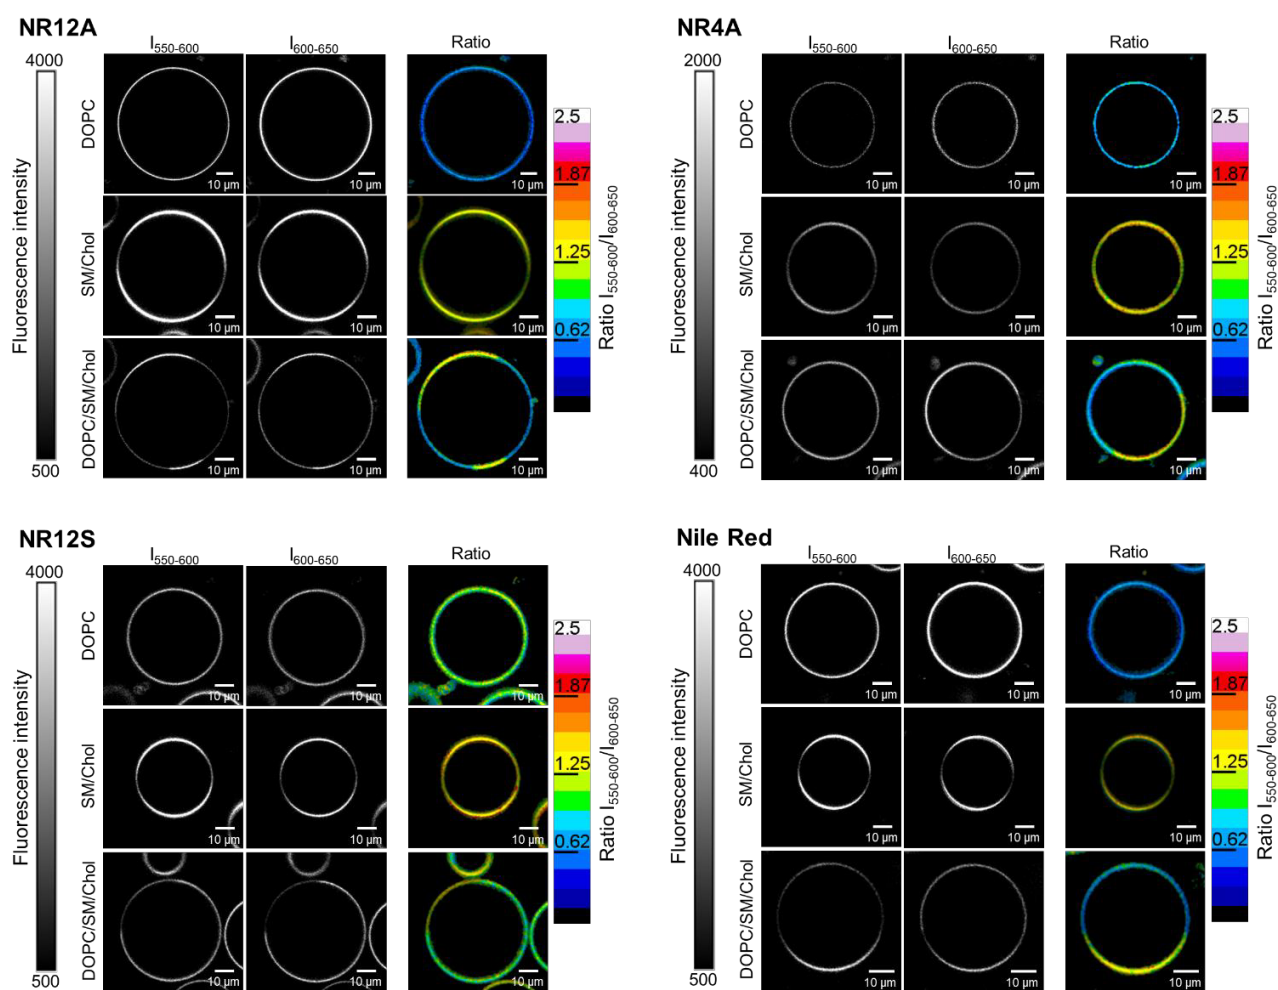 NR12A
I550-600
I600-650
Ratio
4000
Fluorescence intensity
500
DOPC
10 µm
10 µm
10 µm
SM/Chol
10 µm
10 µm
10 µm
DOPC/SM/Chol
10 µm
10 µm
10 µm
2.5
1.87
1.25
0.62
Ratio I550-600/I600-650
NR4A
I550-600
I600-650
Ratio
2000
Fluorescence intensity
400
DOPC
10 µm
10 µm
10 µm
SM/Chol
10 µm
10 µm
10 µm
DOPC/SM/Chol
10 µm
10 µm
10 µm
2.5
1.87
1.25
0.62
Ratio I550-600/I600-650
NR12S
I550-600
I600-650
Ratio
4000
Fluorescence intensity
500
DOPC
10 µm
10 µm
10 µm
SM/Chol
10 µm
10 µm
10 µm
DOPC/SM/Chol
10 µm
10 µm
10 µm
2.5
1.87
1.25
0.62
Ratio I550-600/I600-650
Nile Red
I550-600
I600-650
Ratio
4000
Fluorescence intensity
500
DOPC
10 µm
10 µm
10 µm
SM/Chol
10 µm
10 µm
10 µm
DOPC/SM/Chol
10 µm
10 µm
10 µm
2.5
1.87
1.25
0.62
Ratio I550-600/I600-650